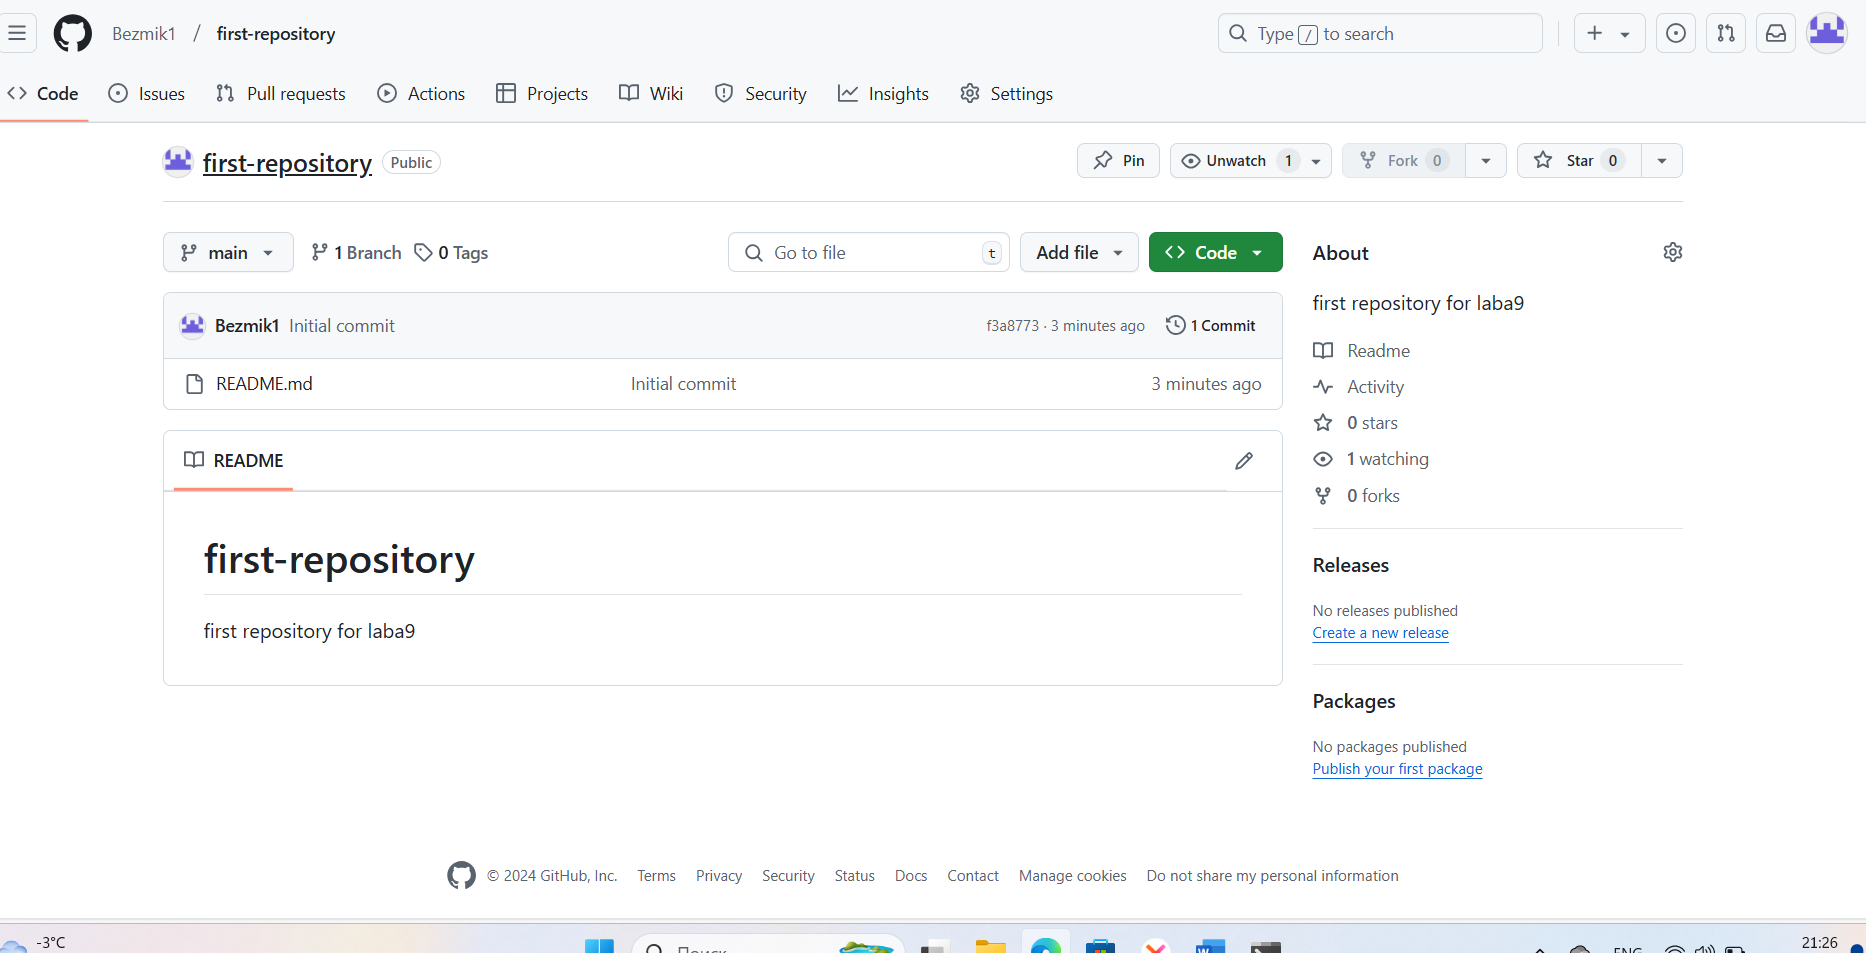 Bezmik1 / first-repository
Type / to search
Code Issues Pull requests Actions Projects Wiki Security Insights Settings
first-repository Public
Pin Unwatch 1 Fork 0 Star 0
main 1 Branch 0 Tags
Go to file t
Add file
Code
Bezmik1 Initial commit f3a8773 · 3 minutes ago 1 Commit
README.md Initial commit 3 minutes ago
README
first-repository
first repository for laba9
About
first repository for laba9
Readme
Activity
0 stars
1 watching
0 forks
Releases
No releases published
Create a new release
Packages
No packages published
Publish your first package
© 2024 GitHub, Inc. Terms Privacy Security Status Docs Contact Manage cookies Do not share my personal information
-3°C
Поиск
ENG
21:26